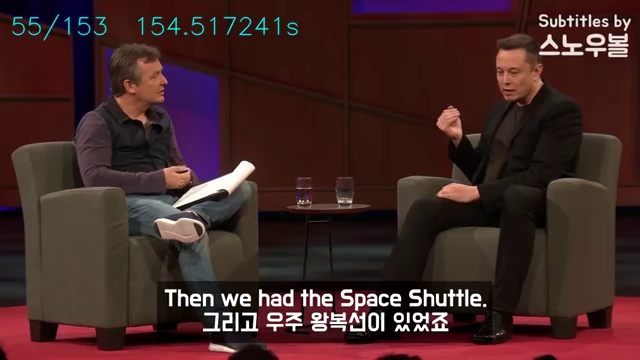 55/153 154.517241s
Subtitles by
스노우볼
Then we had the Space Shuttle.
그리고 우주 왕복선이 있었죠